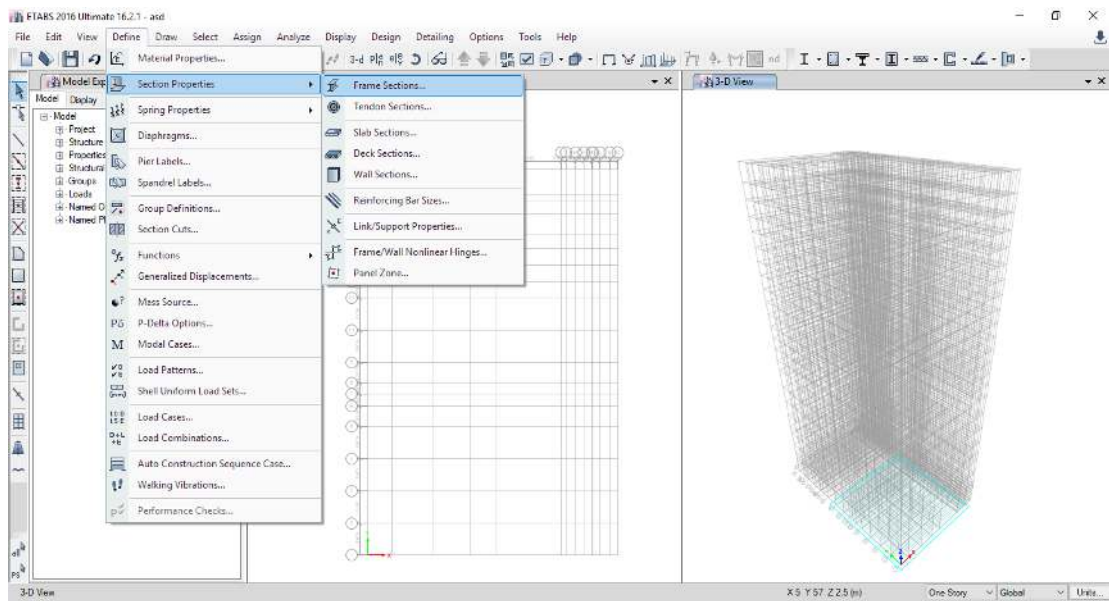 ETABS 2016 Ultimate 16.2.1 - asd
File Edit View Define Draw Select Assign Analyze Display Design Detailing Options Tools Help
3-d
nd
Model Exp
3-D View
Model Display
Model
Project
Structure
Properties
Structural
Groups
Loads
Named O
Named Pl
Material Properties...
Section Properties
Spring Properties
Diaphragms...
Pier Labels...
Spandrel Labels...
Group Definitions...
Section Cuts...
Functions
Generalized Displacements...
Mass Source...
P-Delta Options...
Modal Cases...
Load Patterns...
Shell Uniform Load Sets...
Load Cases...
Load Combinations...
Auto Construction Sequence Case...
Walking Vibrations...
Performance Checks...
Frame Sections...
Tendon Sections...
Slab Sections...
Deck Sections...
Wall Sections...
Reinforcing Bar Sizes...
Link/Support Properties...
Frame/Wall Nonlinear Hinges...
Panel Zone...
3-D View
X 5 Y 57 Z 2.5 (m)
One Story
Global
Units...